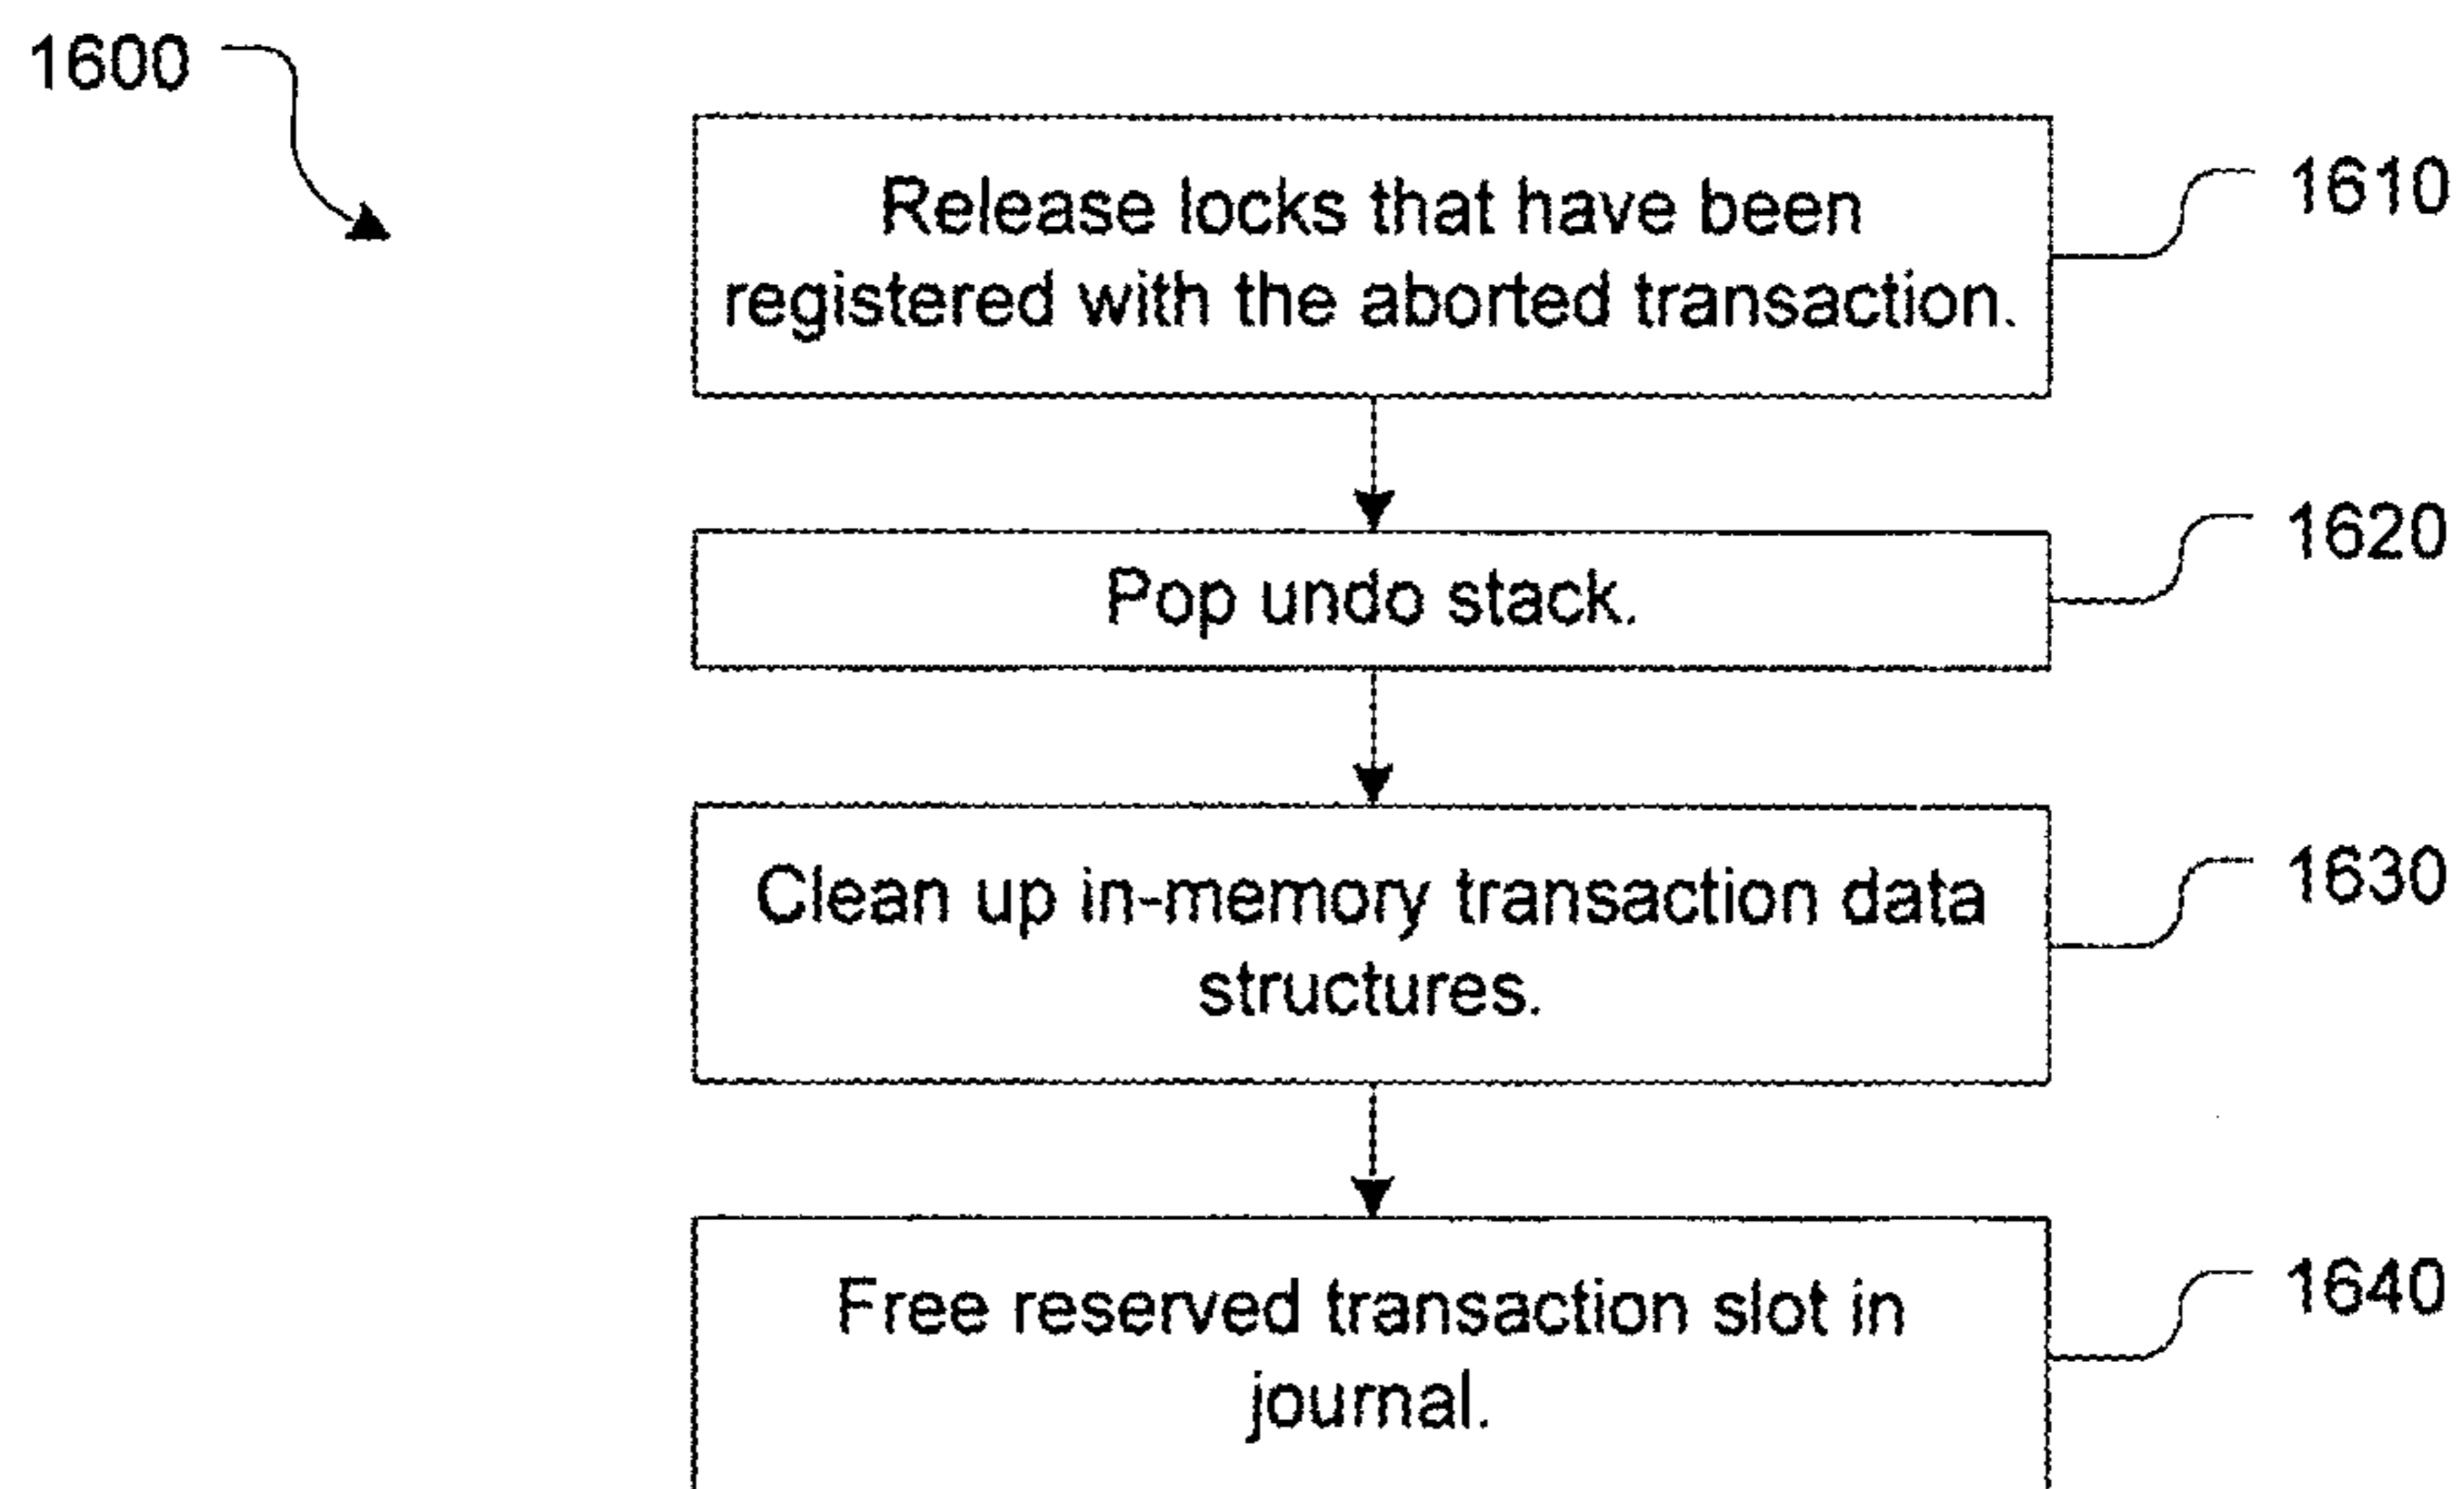 1600
Release locks that have been
registered with the aborted transaction.
1610
Pop undo stack.
1620
Clean up in-memory transaction data
structures.
1630
Free reserved transaction slot in
journal.
1640